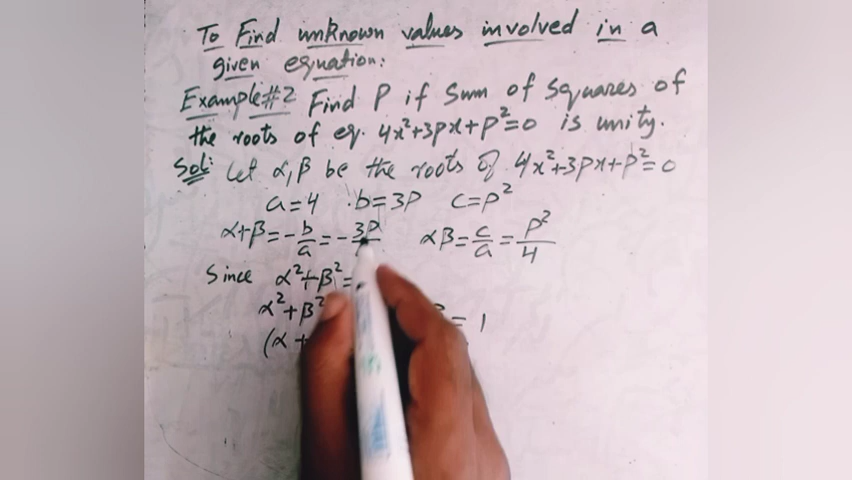 To Find unknown values involved in a
given equation:
Example#2 Find P if Sum of Squares of
the roots of eq. 4x²+3px+p²=0 is unity.
Sol: Let α,β be the roots of 4x²+3px+p²=0
a=4 b=3P c=p²
α+β=-b/a=-3P αβ=c/a=P²/4
Since α²+β²=
α²+β² = 1
(α+